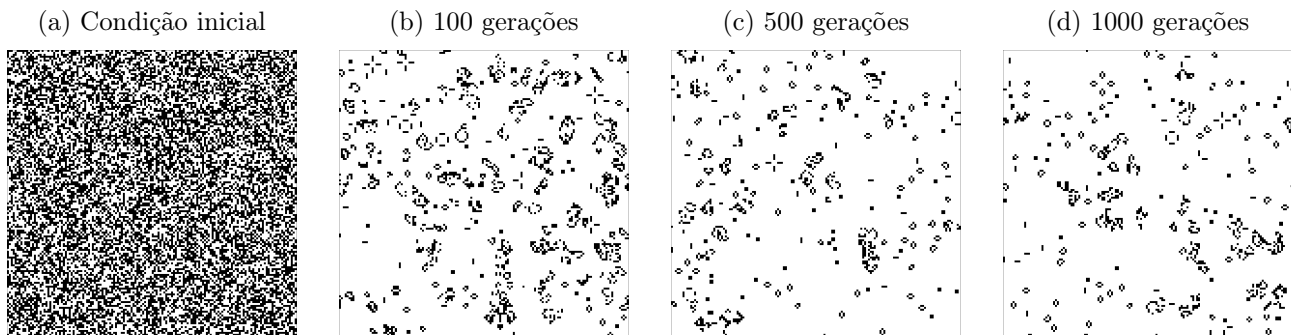 (a) Condição inicial
(b) 100 gerações
(c) 500 gerações
(d) 1000 gerações